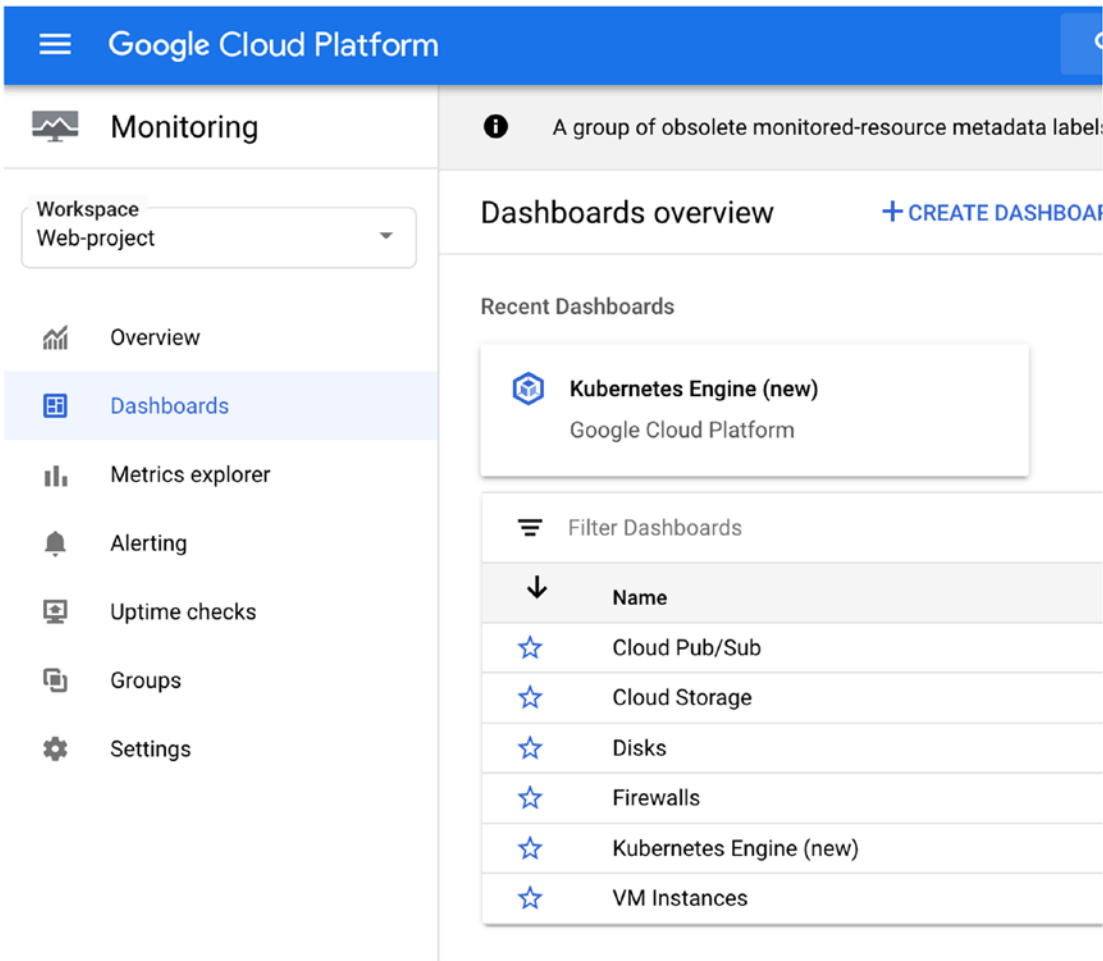 Google Cloud Platform
Monitoring
Workspace
Web-project
Overview
Dashboards
Metrics explorer
Alerting
Uptime checks
Groups
Settings
A group of obsolete monitored-resource metadata
Dashboards overview
+ CREATE
Recent Dashboards
Kubernetes Engine (new)
Google Cloud Platform
Filter Dashboards
Name
Cloud Pub/Sub
Cloud Storage
Disks
Firewalls
Kubernetes Engine (new)
VM Instances